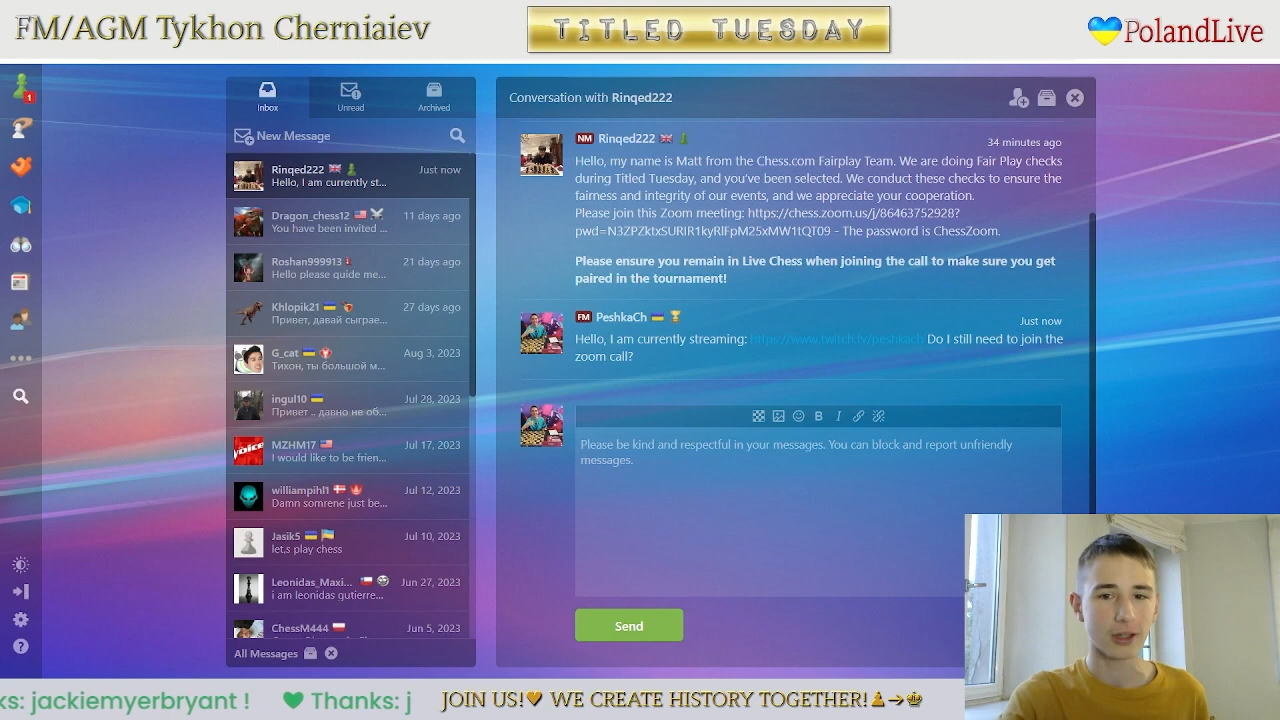 FM/AGM Tykhon Cherniaiev
TITLED TUESDAY
PolandLive
1
Inbox
Unread
Archived
New Message
Rinqed222
Just now
Hello, I am currently st...
Dragon_chess12
11 days ago
You have been invited ...
Roshan999913
21 days ago
Hello please quide me...
Khlopik21
27 days ago
Привет, давай сыграе...
G_cat
Aug 3, 2023
Тихон, ты большой м...
ingul10
Jul 28, 2023
Привет .. давно не об...
MZHM17
Jul 17, 2023
I would like to be frien...
williampihl1
Jul 12, 2023
Damn somrene just be...
Jasik5
Jul 10, 2023
let,s play chess
Leonidas_Maxi...
Jun 27, 2023
i am leonidas gutierre...
ChessM444
Jun 5, 2023
All Messages
Conversation with Rinqed222
NM Rinqed222
34 minutes ago
Hello, my name is Matt from the Chess.com Fairplay Team. We are doing Fair Play checks
during Titled Tuesday, and you've been selected. We conduct these checks to ensure the
fairness and integrity of our events, and we appreciate your cooperation.
Please join this Zoom meeting: https://chess.zoom.us/j/86463752928?
pwd=N3ZPZktxSURIR1kyRlFpM25xMW1tQT09 - The password is ChessZoom.
Please ensure you remain in Live Chess when joining the call to make sure you get
paired in the tournament!
FM PeshkaCh
Just now
Hello, I am currently streaming: https://www.twitch.tv/peshkach Do I still need to join the
zoom call?
B I
Please be kind and respectful in your messages. You can block and report unfriendly
messages.
Send
ks: jackiemyerbryant !
Thanks: j
JOIN US! WE CREATE HISTORY TOGETHER!